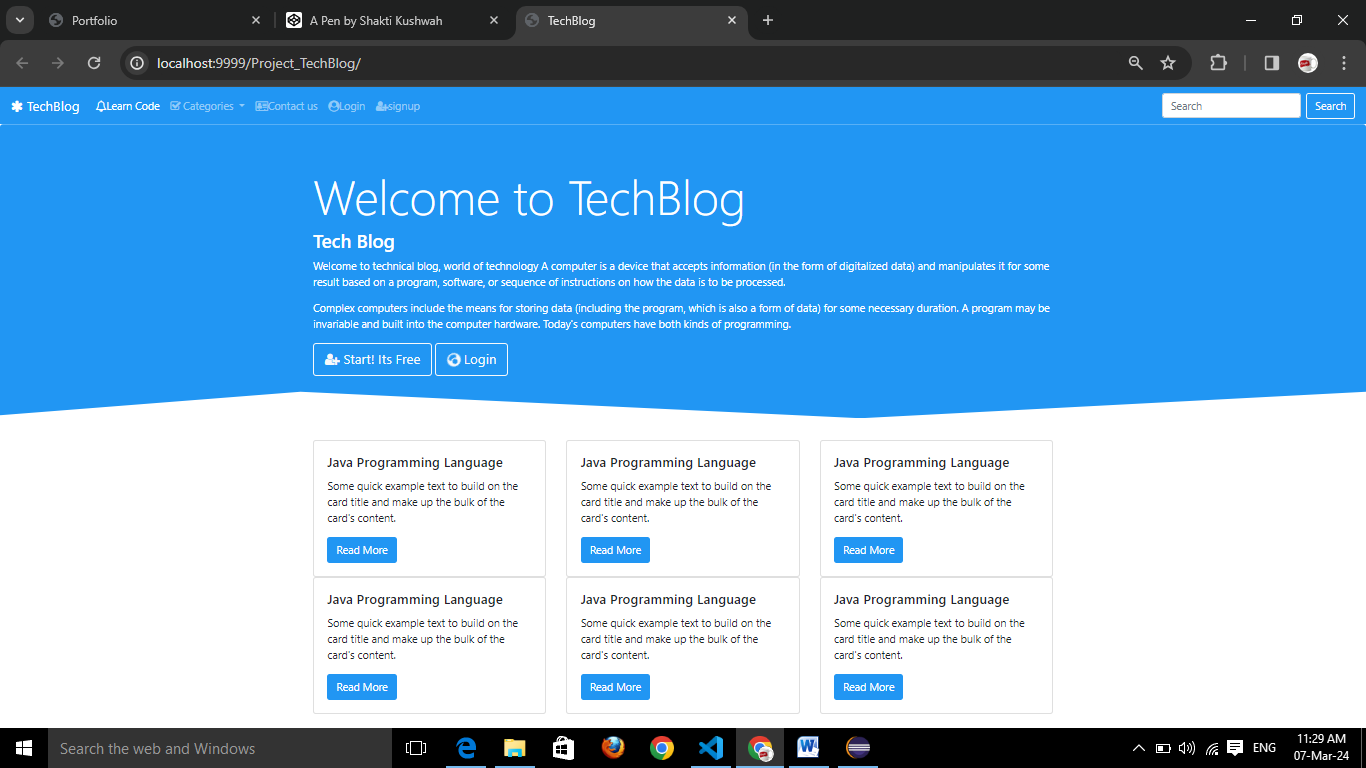 Portfolio
A Pen by Shakti Kushwah
TechBlog
localhost:9999/Project_TechBlog/
TechBlog Learn Code Categories Contact us Login signup Search Search
Welcome to TechBlog
Tech Blog
Welcome to technical blog, world of technology A computer is a device that accepts information (in the form of digitalized data) and manipulates it for some
result based on a program, software, or sequence of instructions on how the data is to be processed.
Complex computers include the means for storing data (including the program, which is also a form of data) for some necessary duration. A program may be
invariable and built into the computer hardware. Today's computers have both kinds of programming.
Start! Its Free Login
Java Programming Language
Some quick example text to build on the
card title and make up the bulk of the
card's content.
Read More
Java Programming Language
Some quick example text to build on the
card title and make up the bulk of the
card's content.
Read More
Java Programming Language
Some quick example text to build on the
card title and make up the bulk of the
card's content.
Read More
Java Programming Language
Some quick example text to build on the
card title and make up the bulk of the
card's content.
Read More
Java Programming Language
Some quick example text to build on the
card title and make up the bulk of the
card's content.
Read More
Java Programming Language
Some quick example text to build on the
card title and make up the bulk of the
card's content.
Read More
Search the web and Windows
ENG
11:29 AM
07-Mar-24